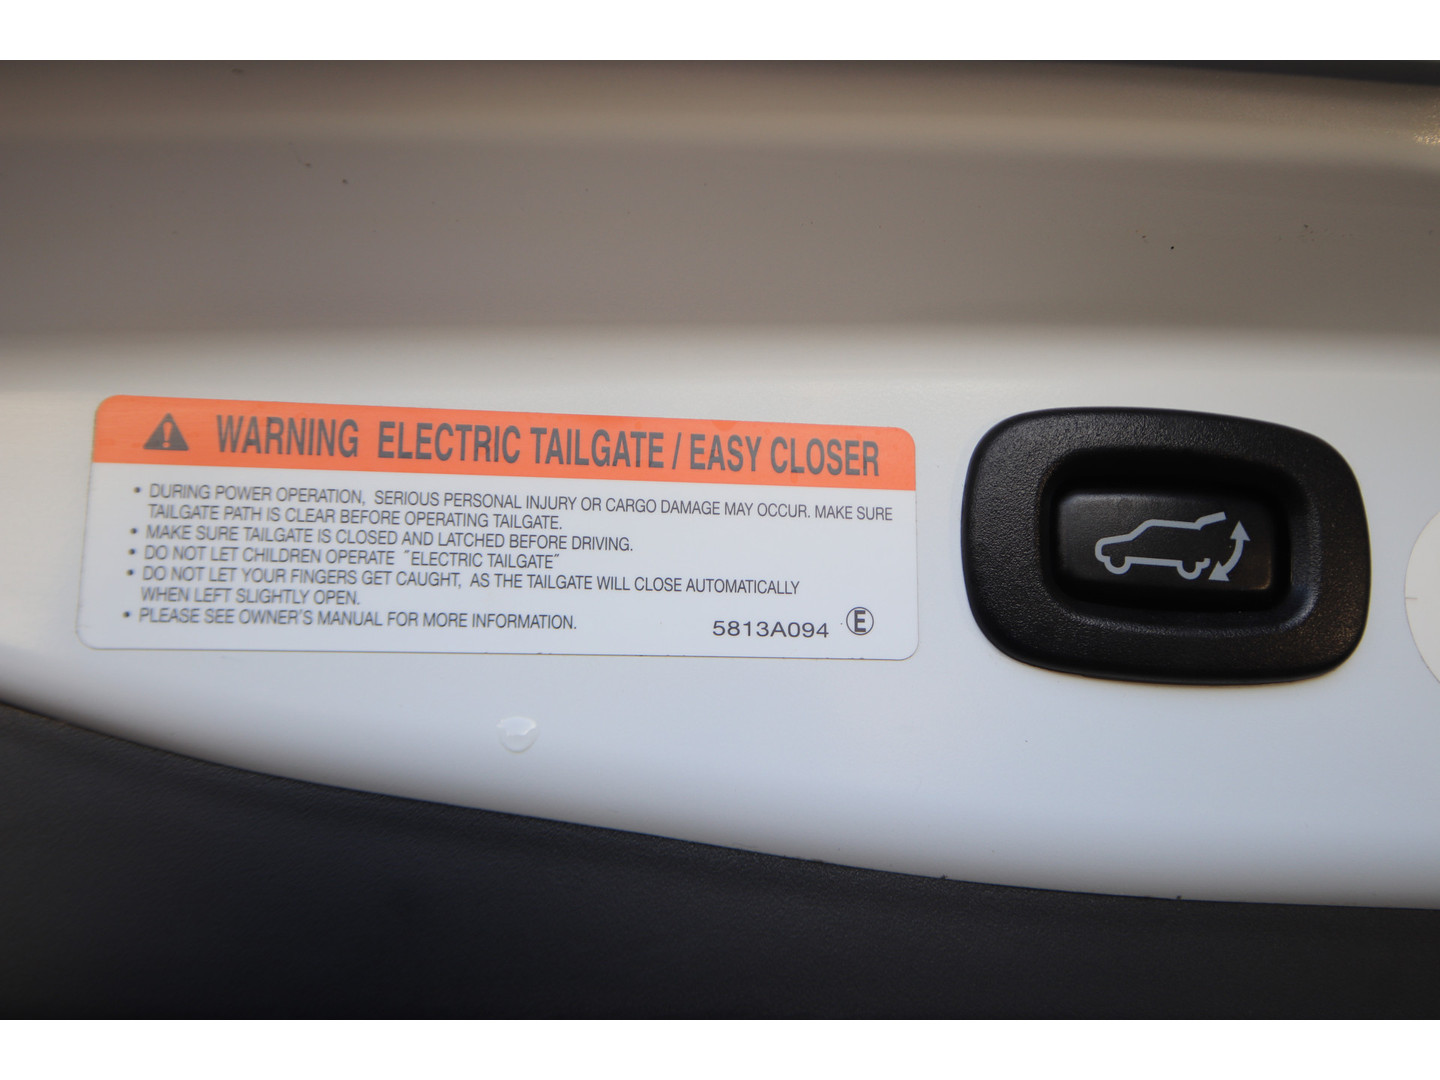 WARNING ELECTRIC TAILGATE / EASY CLOSER
• DURING POWER OPERATION, SERIOUS PERSONAL INJURY OR CARGO DAMAGE MAY OCCUR. MAKE SURE
TAILGATE PATH IS CLEAR BEFORE OPERATING TAILGATE.
• MAKE SURE TAILGATE IS CLOSED AND LATCHED BEFORE DRIVING.
• DO NOT LET CHILDREN OPERATE ˝ELECTRIC TAILGATE˝
• DO NOT LET YOUR FINGERS GET CAUGHT, AS THE TAILGATE WILL CLOSE AUTOMATICALLY
WHEN LEFT SLIGHTLY OPEN.
• PLEASE SEE OWNER'S MANUAL FOR MORE INFORMATION.
5813A094 Ⓔ